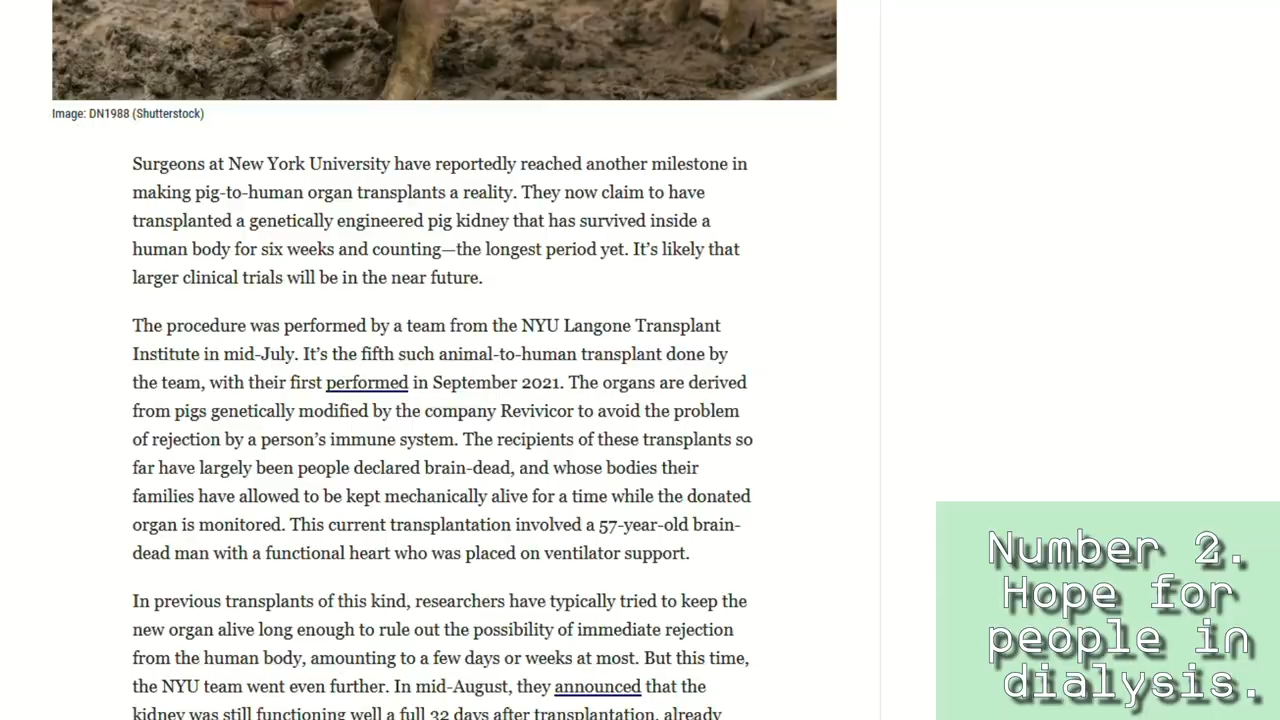 Image: DN1988 (Shutterstock)
Surgeons at New York University have reportedly reached another milestone in
making pig-to-human organ transplants a reality. They now claim to have
transplanted a genetically engineered pig kidney that has survived inside a
human body for six weeks and counting—the longest period yet. It’s likely that
larger clinical trials will be in the near future.
The procedure was performed by a team from the NYU Langone Transplant
Institute in mid-July. It’s the fifth such animal-to-human transplant done by
the team, with their first performed in September 2021. The organs are derived
from pigs genetically modified by the company Revivicor to avoid the problem
of rejection by a person’s immune system. The recipients of these transplants so
far have largely been people declared brain-dead, and whose bodies their
families have allowed to be kept mechanically alive for a time while the donated
organ is monitored. This current transplantation involved a 57-year-old brain-
dead man with a functional heart who was placed on ventilator support.
In previous transplants of this kind, researchers have typically tried to keep the
new organ alive long enough to rule out the possibility of immediate rejection
from the human body, amounting to a few days or weeks at most. But this time,
the NYU team went even further. In mid-August, they announced that the
kidney was still functioning well a full 32 days after transplantation, already
Number 2.
Hope for
people in
dialysis.